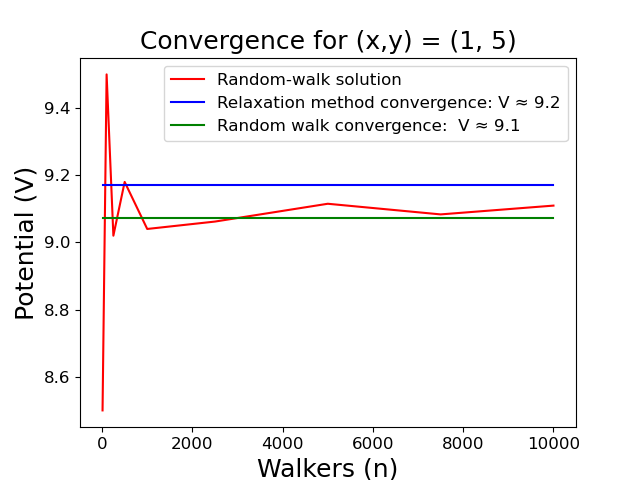 Convergence for (x,y) = (1, 5)
Random-walk solution
Relaxation method convergence: V ≈ 9.2
Random walk convergence:  V ≈ 9.1
Potential (V)
9.4
9.2
9.0
8.8
8.6
0 2000 4000 6000 8000 10000
Walkers (n)